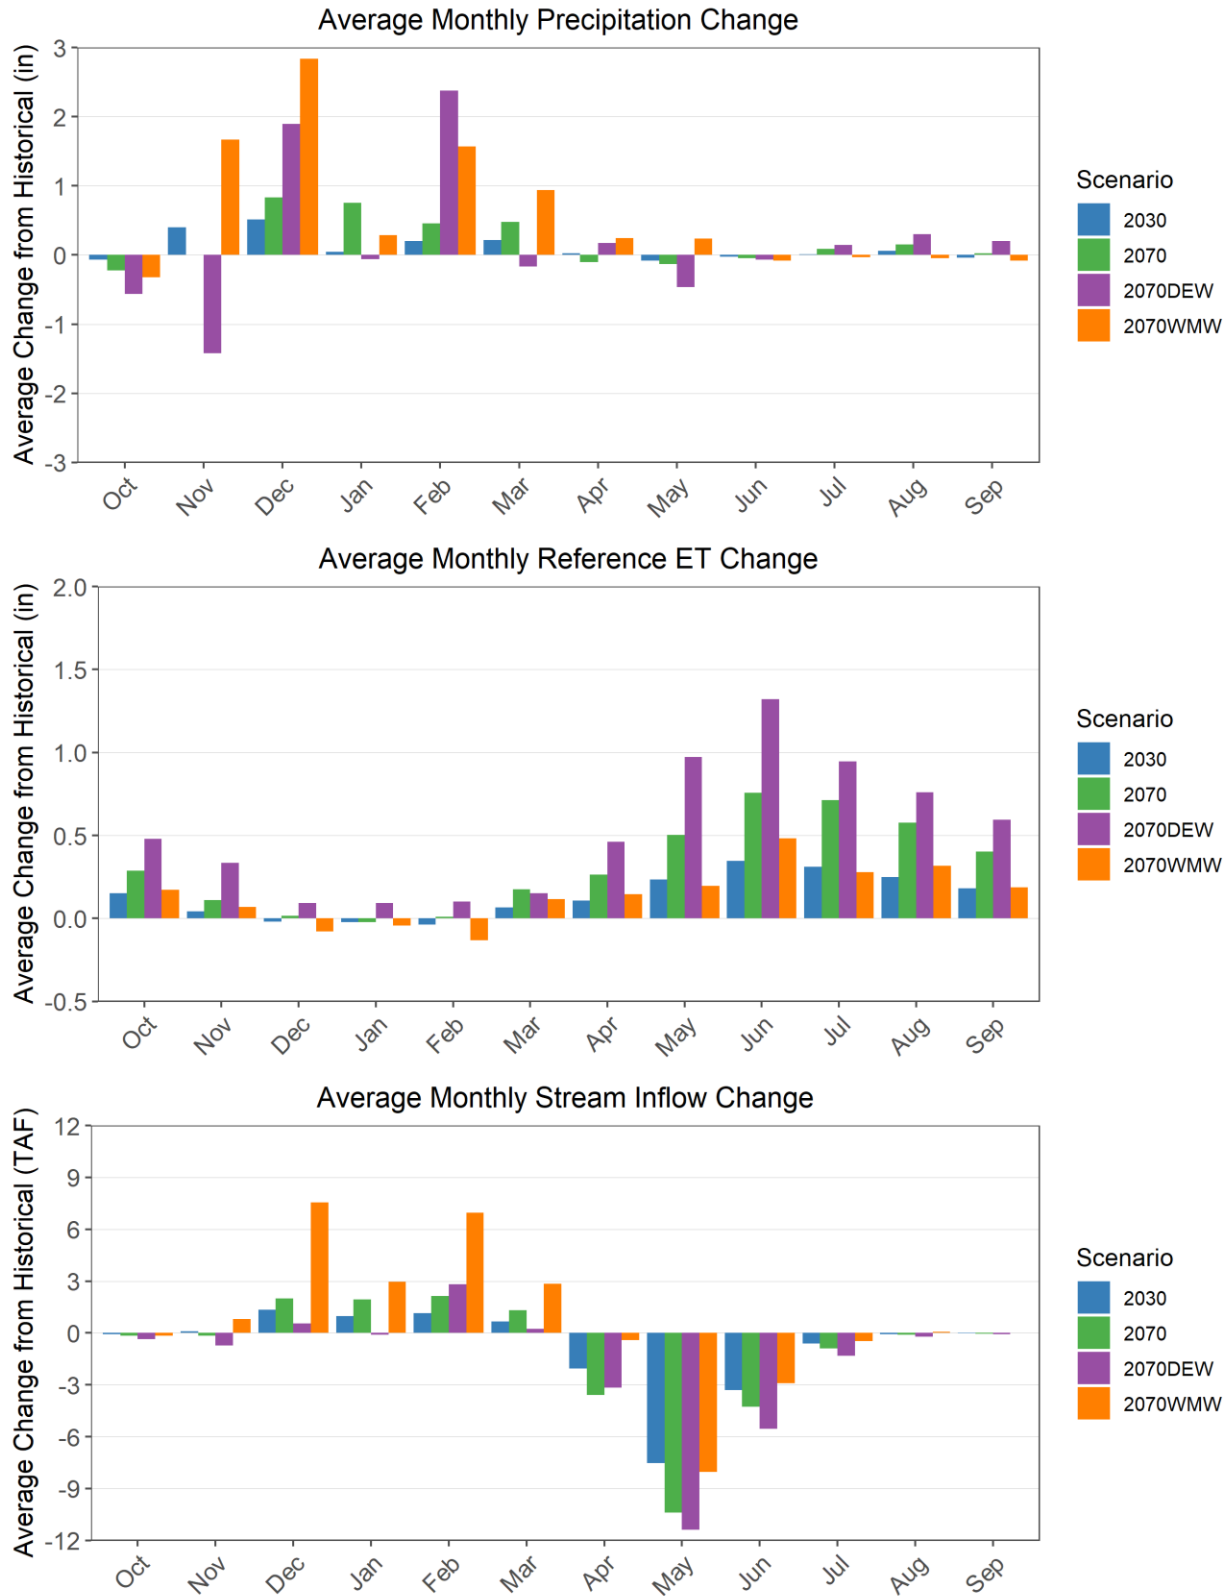 Average Monthly Precipitation Change
Average Change from Historical (in)
3
2
1
0
-1
-2
-3
Oct Nov Dec Jan Feb Mar Apr May Jun Jul Aug Sep
Scenario
2030
2070
2070DEW
2070WMW
Average Monthly Reference ET Change
Average Change from Historical (in)
2.0
1.5
1.0
0.5
0.0
-0.5
Oct Nov Dec Jan Feb Mar Apr May Jun Jul Aug Sep
Scenario
2030
2070
2070DEW
2070WMW
Average Monthly Stream Inflow Change
Average Change from Historical (TAF)
12
9
6
3
0
-3
-6
-9
-12
Oct Nov Dec Jan Feb Mar Apr May Jun Jul Aug Sep
Scenario
2030
2070
2070DEW
2070WMW